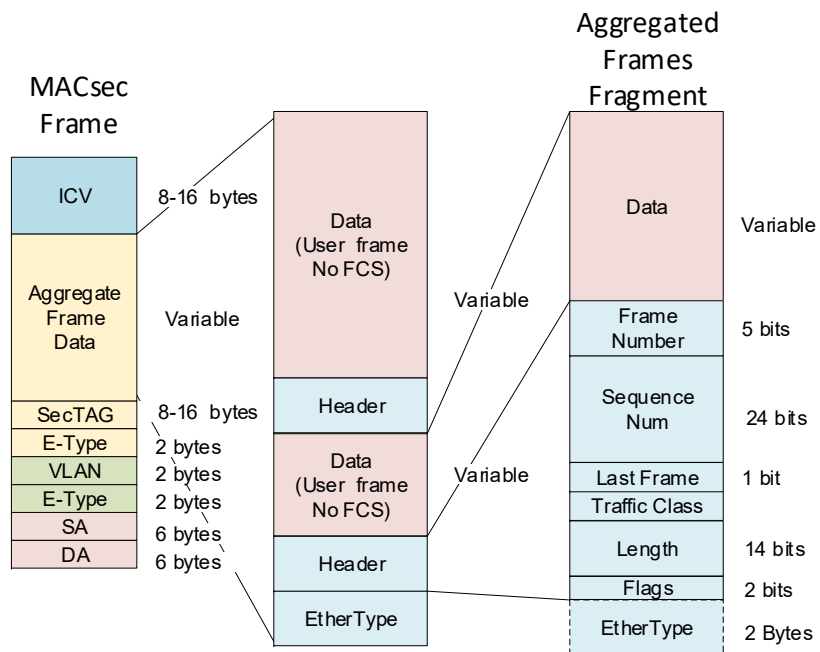 MACsec
Frame
ICV
8-16 bytes
Aggregate
Frame
Data
Variable
SecTAG
8-16 bytes
E-Type
2 bytes
VLAN
2 bytes
E-Type
2 bytes
SA
6 bytes
DA
6 bytes
Data
(User frame
No FCS)
Variable
Header
Data
(User frame
No FCS)
Variable
Header
EtherType
Aggregated
Frames
Fragment
Data
Variable
Frame
Number
5 bits
Sequence
Num
24 bits
Last Frame
1 bit
Traffic Class
Length
14 bits
Flags
2 bits
EtherType
2 Bytes